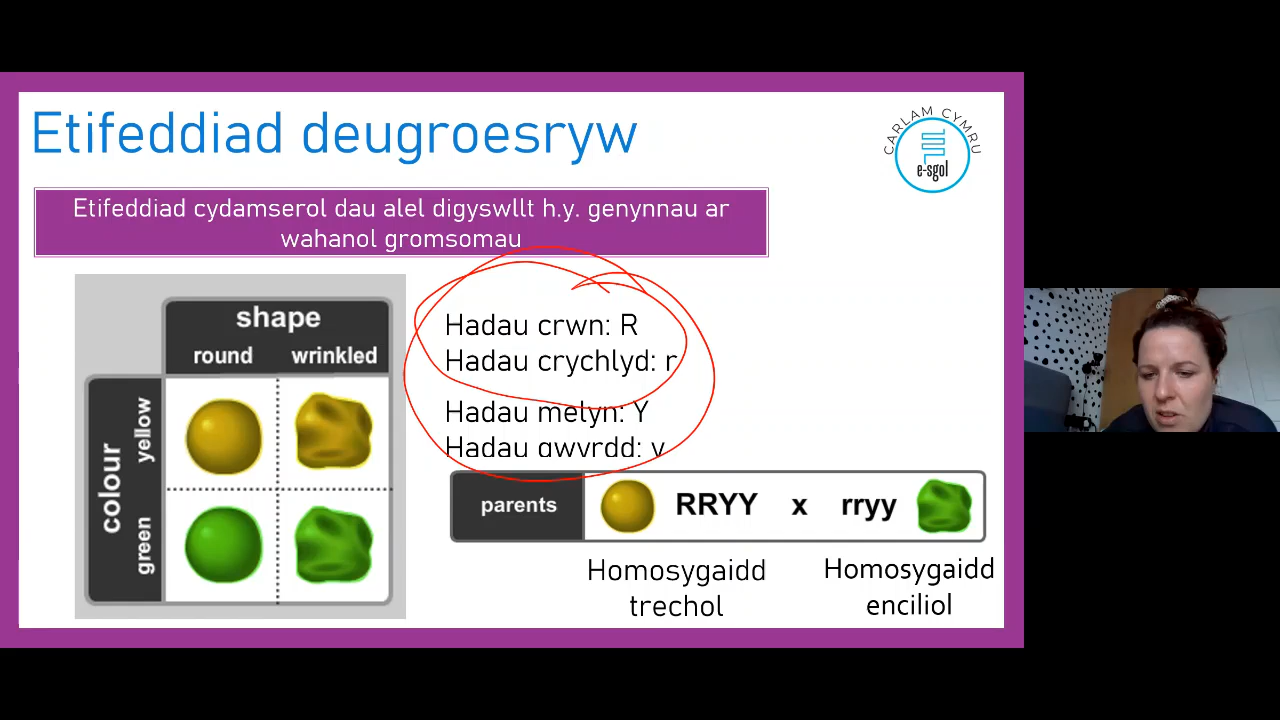 Etifeddiad deugroesryw
CARLAM CYMRU
e-sgol
Etifeddiad cydamserol dau alel digyswllt h.y. genynnau ar
wahanol gromsomau
shape
round wrinkled
colour
yellow
green
Hadau crwn: R
Hadau crychlyd: r
Hadau melyn: Y
Hadau gwyrdd: y
parents RRYY x rryy
Homosygaidd
trechol
Homosygaidd
enciliol